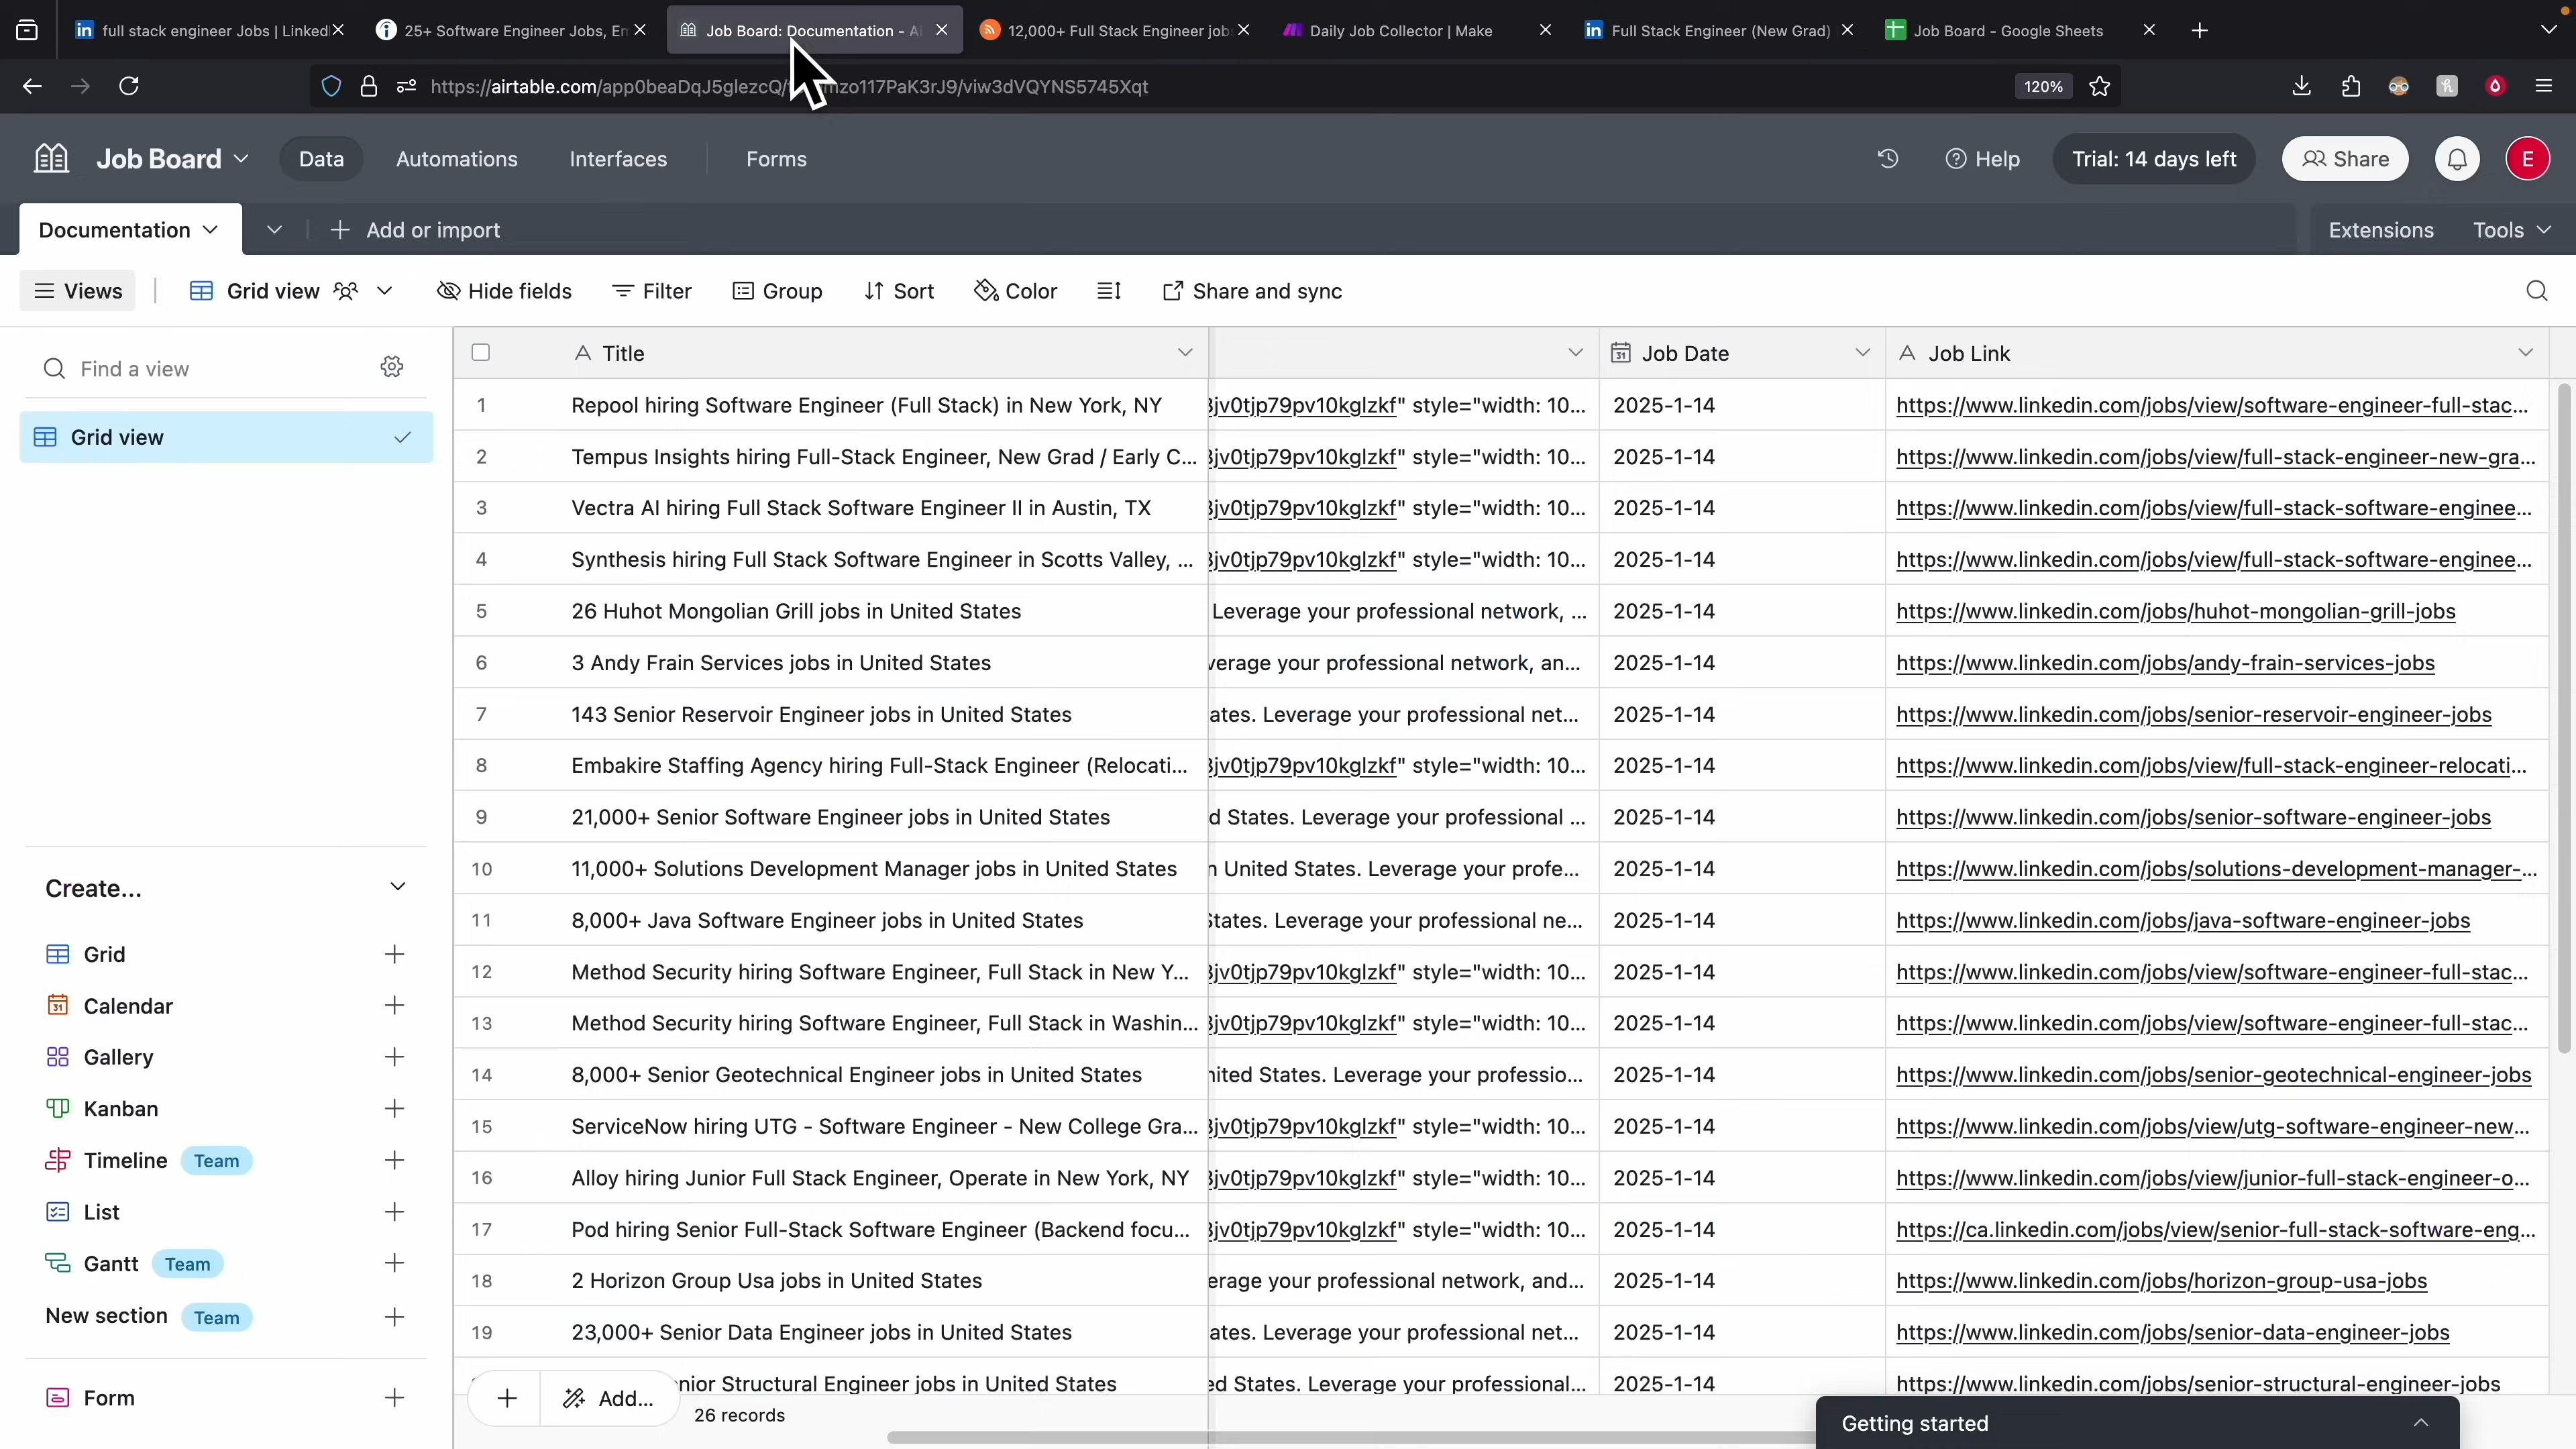 full stack engineer Jobs | Linked
25+ Software Engineer Jobs, Em
Job Board: Documentation - Ai
12,000+ Full Stack Engineer job
Daily Job Collector | Make
Full Stack Engineer (New Grad)
Job Board - Google Sheets
120%
Job Board
Data
Automations
Interfaces
Forms
Help
Trial: 14 days left
Share
E
Documentation
Add or import
Extensions
Tools
Views
Grid view
Hide fields
Filter
Group
Sort
Color
Share and sync
Find a view
Grid view
Create...
Grid
Calendar
Gallery
Kanban
Timeline Team
List
Gantt Team
New section Team
Form
Title Job Date Job Link
1 Repool hiring Software Engineer (Full Stack) in New York, NY 3jv0tjp79pv10kglzkf" style="width: 10... 2025-1-14 https://www.linkedin.com/jobs/view/software-engineer-full-stac...
2 Tempus Insights hiring Full-Stack Engineer, New Grad / Early C... 3jv0tjp79pv10kglzkf" style="width: 10... 2025-1-14 https://www.linkedin.com/jobs/view/full-stack-engineer-new-gra...
3 Vectra AI hiring Full Stack Software Engineer II in Austin, TX 3jv0tjp79pv10kglzkf" style="width: 10... 2025-1-14 https://www.linkedin.com/jobs/view/full-stack-software-enginee...
4 Synthesis hiring Full Stack Software Engineer in Scotts Valley, ... 3jv0tjp79pv10kglzkf" style="width: 10... 2025-1-14 https://www.linkedin.com/jobs/view/full-stack-software-enginee...
5 26 Huhot Mongolian Grill jobs in United States Leverage your professional network, ... 2025-1-14 https://www.linkedin.com/jobs/huhot-mongolian-grill-jobs
6 3 Andy Frain Services jobs in United States verage your professional network, an... 2025-1-14 https://www.linkedin.com/jobs/andy-frain-services-jobs
7 143 Senior Reservoir Engineer jobs in United States ates. Leverage your professional net... 2025-1-14 https://www.linkedin.com/jobs/senior-reservoir-engineer-jobs
8 Embakire Staffing Agency hiring Full-Stack Engineer (Relocati... 3jv0tjp79pv10kglzkf" style="width: 10... 2025-1-14 https://www.linkedin.com/jobs/view/full-stack-engineer-relocati...
9 21,000+ Senior Software Engineer jobs in United States d States. Leverage your professional ... 2025-1-14 https://www.linkedin.com/jobs/senior-software-engineer-jobs
10 11,000+ Solutions Development Manager jobs in United States n United States. Leverage your profe... 2025-1-14 https://www.linkedin.com/jobs/solutions-development-manager-...
11 8,000+ Java Software Engineer jobs in United States States. Leverage your professional ne... 2025-1-14 https://www.linkedin.com/jobs/java-software-engineer-jobs
12 Method Security hiring Software Engineer, Full Stack in New Y... 3jv0tjp79pv10kglzkf" style="width: 10... 2025-1-14 https://www.linkedin.com/jobs/view/software-engineer-full-stac...
13 Method Security hiring Software Engineer, Full Stack in Washin... 3jv0tjp79pv10kglzkf" style="width: 10... 2025-1-14 https://www.linkedin.com/jobs/view/software-engineer-full-stac...
14 8,000+ Senior Geotechnical Engineer jobs in United States nited States. Leverage your professio... 2025-1-14 https://www.linkedin.com/jobs/senior-geotechnical-engineer-jobs
15 ServiceNow hiring UTG - Software Engineer - New College Gra... 3jv0tjp79pv10kglzkf" style="width: 10... 2025-1-14 https://www.linkedin.com/jobs/view/utg-software-engineer-new...
16 Alloy hiring Junior Full Stack Engineer, Operate in New York, NY 3jv0tjp79pv10kglzkf" style="width: 10... 2025-1-14 https://www.linkedin.com/jobs/view/junior-full-stack-engineer-o...
17 Pod hiring Senior Full-Stack Software Engineer (Backend focu... 3jv0tjp79pv10kglzkf" style="width: 10... 2025-1-14 https://ca.linkedin.com/jobs/view/senior-full-stack-software-eng...
18 2 Horizon Group Usa jobs in United States erage your professional network, and... 2025-1-14 https://www.linkedin.com/jobs/horizon-group-usa-jobs
19 23,000+ Senior Data Engineer jobs in United States ates. Leverage your professional net... 2025-1-14 https://www.linkedin.com/jobs/senior-data-engineer-jobs
nior Structural Engineer jobs in United States ed States. Leverage your professional... 2025-1-14 https://www.linkedin.com/jobs/senior-structural-engineer-jobs
Add...
26 records
Getting started